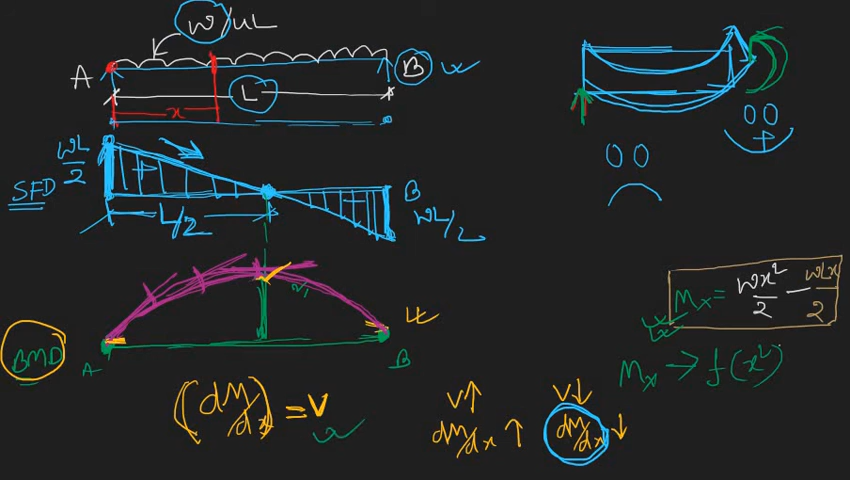 w/uL
A
B
L
x
SFD
wL/2
+
B
wL/2
L/2
+
Mx = wx²/2 - wLx/2
BMD
A
B
Mx → f(x²)
(dM/dx) = V
V↑
dM/dx ↑
V↓
dM/dx ↓